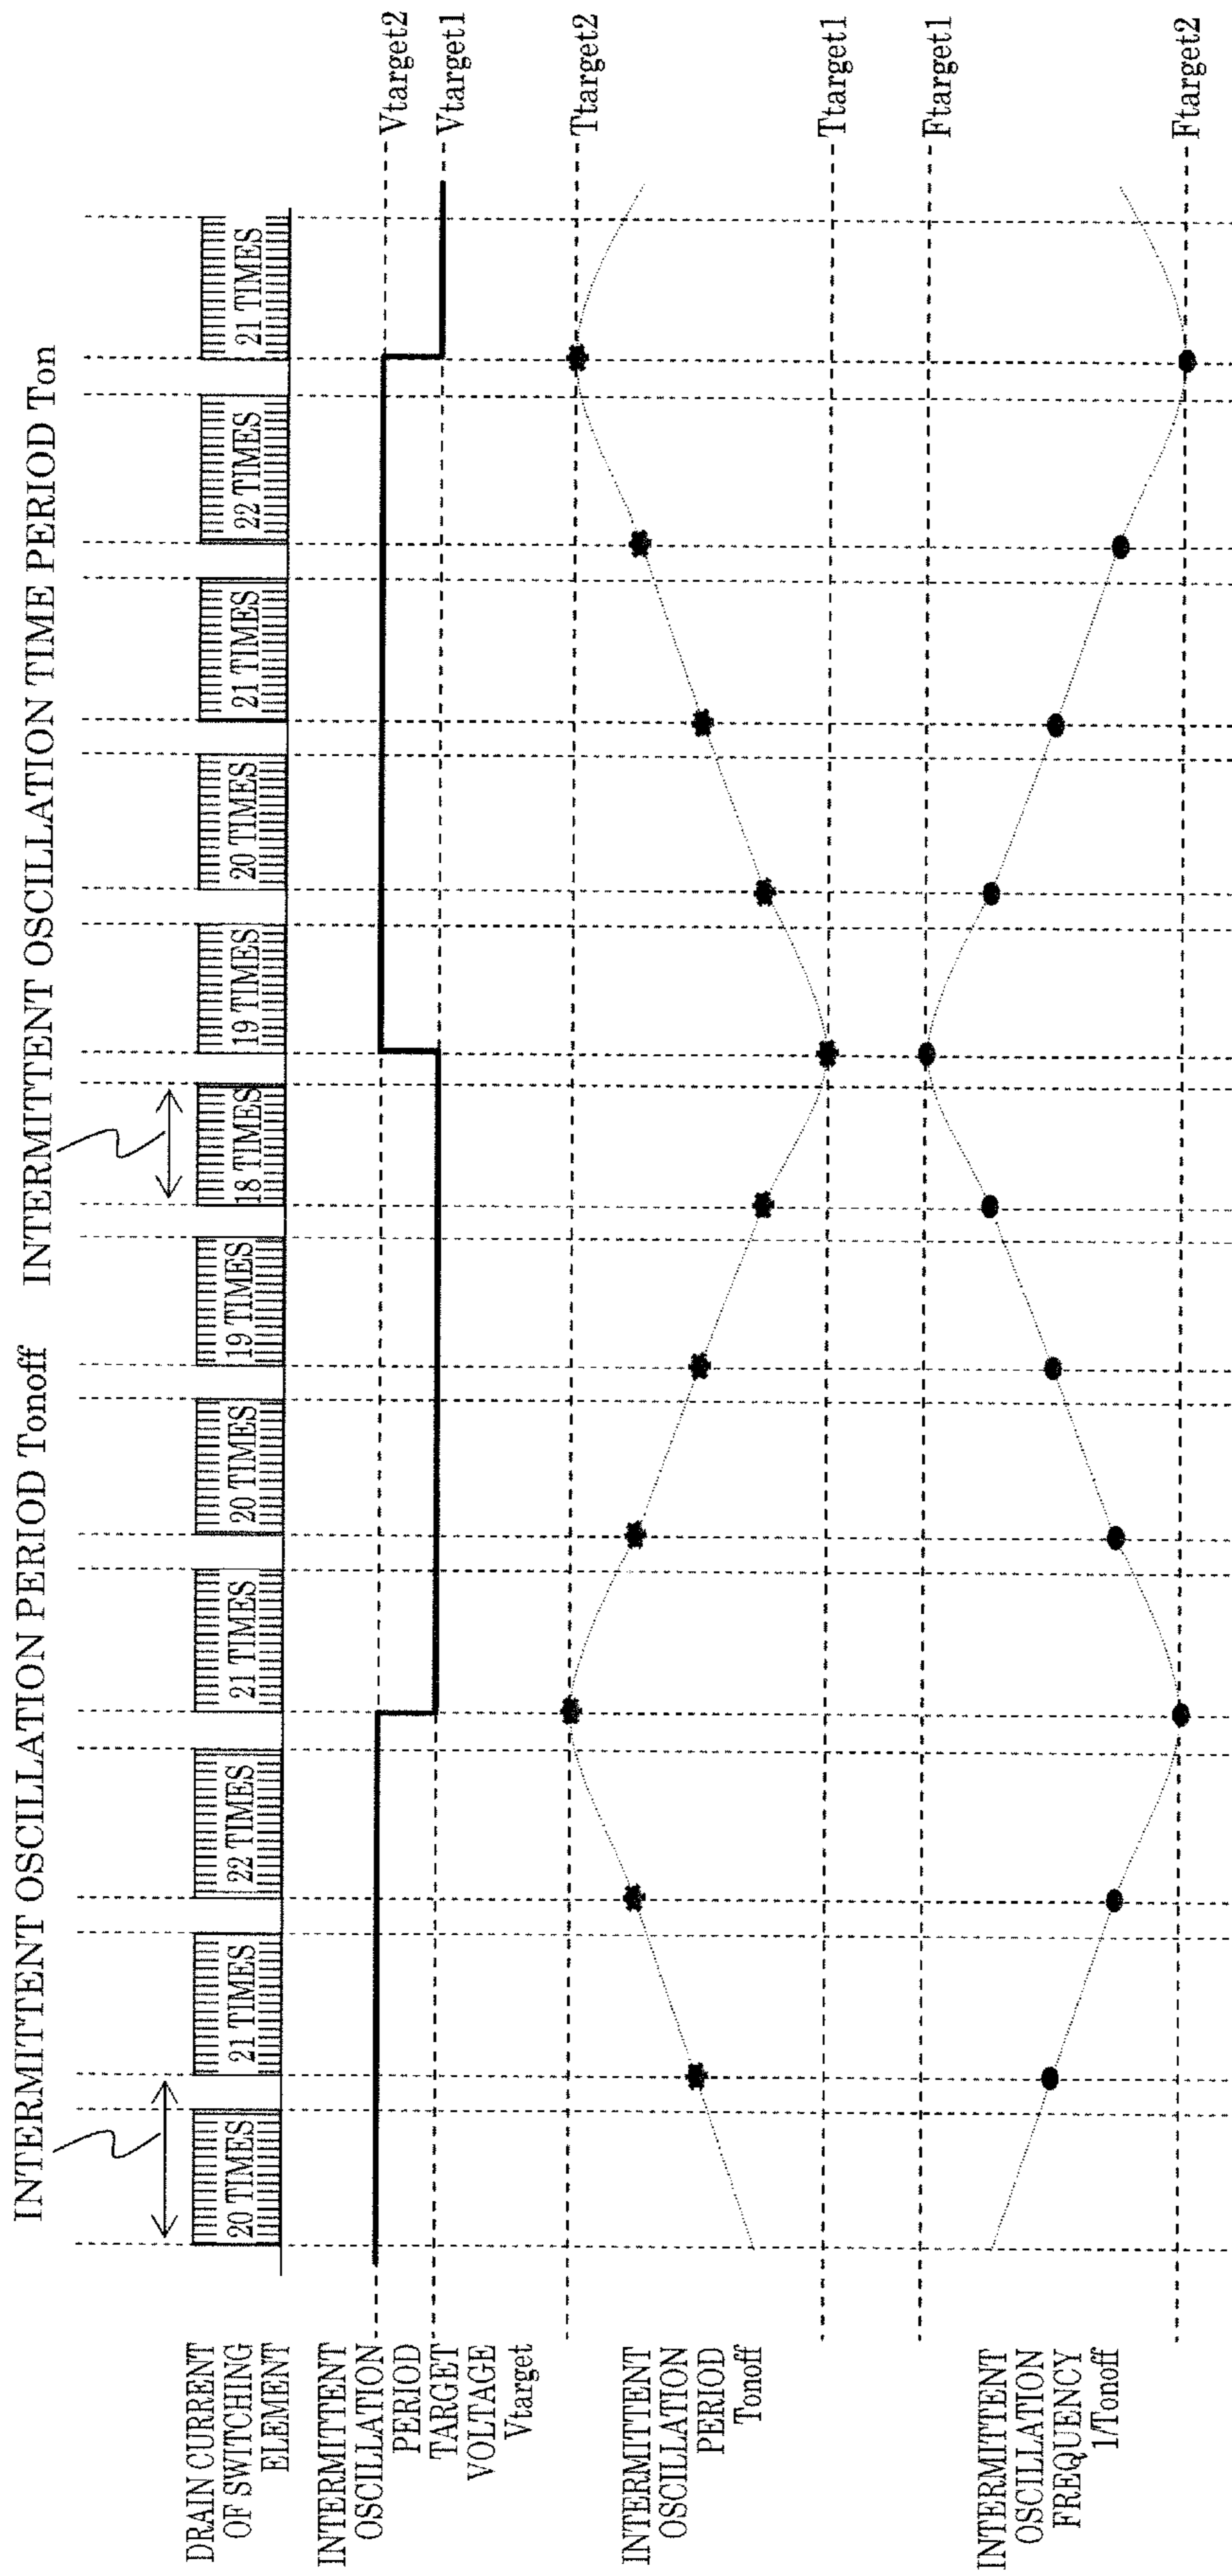 INTERMITTENT OSCILLATION PERIOD Tonoff
INTERMITTENT OSCILLATION TIME PERIOD Ton
DRAIN CURRENT
OF SWITCHING
ELEMENT
20 TIMES
21 TIMES
22 TIMES
21 TIMES
20 TIMES
19 TIMES
18 TIMES
19 TIMES
20 TIMES
21 TIMES
22 TIMES
21 TIMES
INTERMITTENT
OSCILLATION
PERIOD
TARGET
VOLTAGE
Vtarget
Vtarget2
Vtarget1
INTERMITTENT
OSCILLATION
PERIOD
Tonoff
Ttarget2
Ttarget1
INTERMITTENT
OSCILLATION
FREQUENCY
1/Tonoff
Ftarget1
Ftarget2